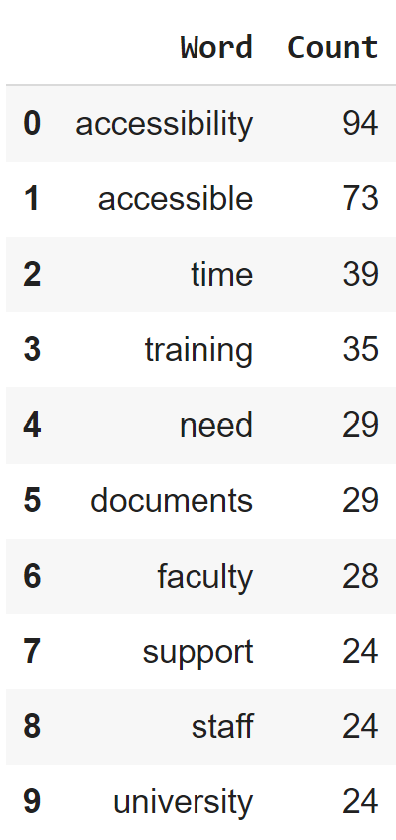 Word Count
0 accessibility 94
1 accessible 73
2 time 39
3 training 35
4 need 29
5 documents 29
6 faculty 28
7 support 24
8 staff 24
9 university 24